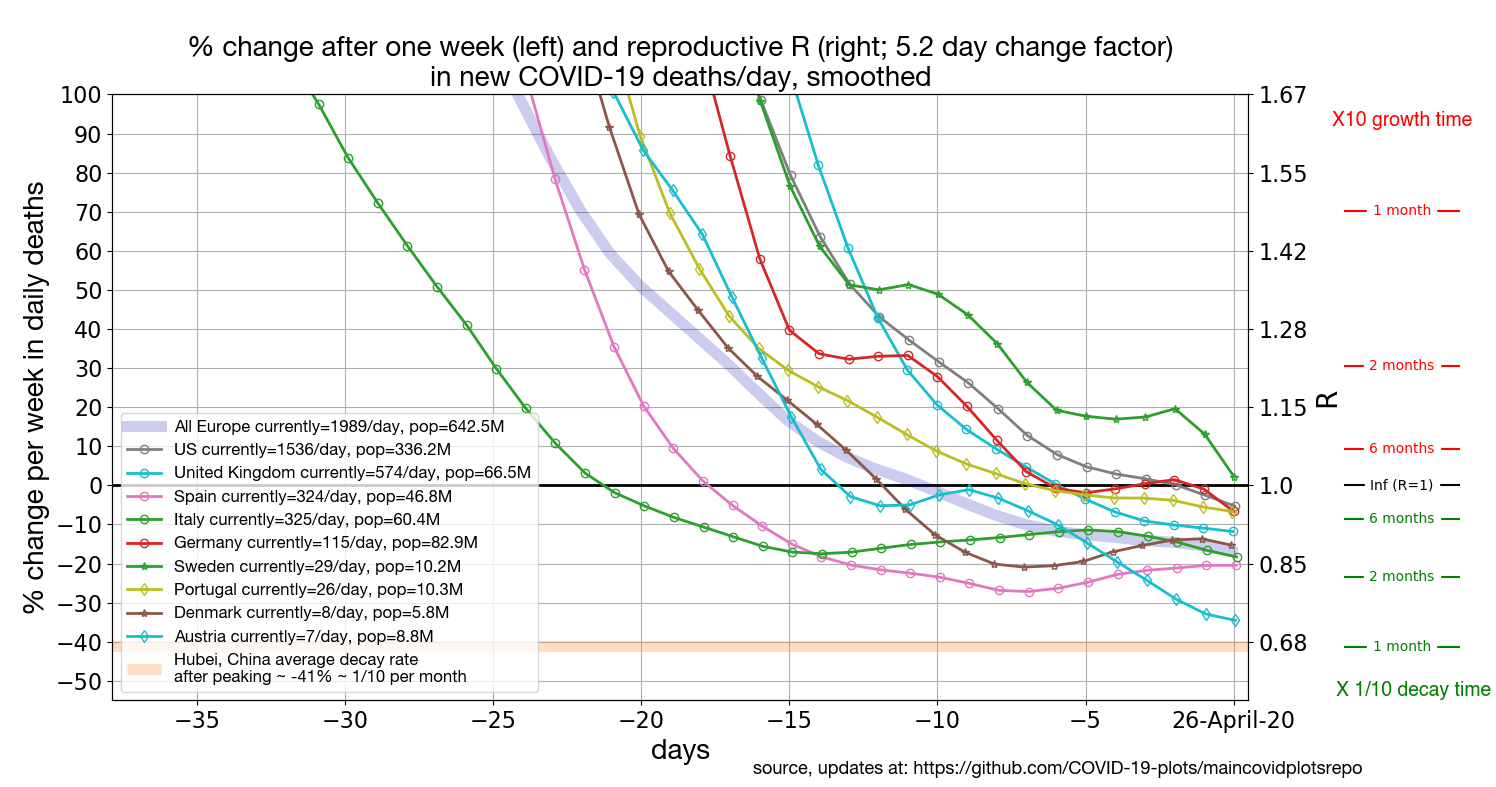 % change after one week (left) and reproductive R (right; 5.2 day change factor)
in new COVID-19 deaths/day, smoothed
% change per week in daily deaths
100
90
80
70
60
50
40
30
20
10
0
−10
−20
−30
−40
−50
All Europe currently=1989/day, pop=642.5M
US currently=1536/day, pop=336.2M
United Kingdom currently=574/day, pop=66.5M
Spain currently=324/day, pop=46.8M
Italy currently=325/day, pop=60.4M
Germany currently=115/day, pop=82.9M
Sweden currently=29/day, pop=10.2M
Portugal currently=26/day, pop=10.3M
Denmark currently=8/day, pop=5.8M
Austria currently=7/day, pop=8.8M
Hubei, China average decay rate
after peaking ~ -41% ~ 1/10 per month
1.67
1.55
1.42
1.28
1.15
1.0
0.85
0.68
R
X10 growth time
1 month
2 months
6 months
Inf (R=1)
6 months
2 months
1 month
X 1/10 decay time
−35 −30 −25 −20 −15 −10 −5 26-April-20
days
source, updates at: https://github.com/COVID-19-plots/maincovidplotsrepo